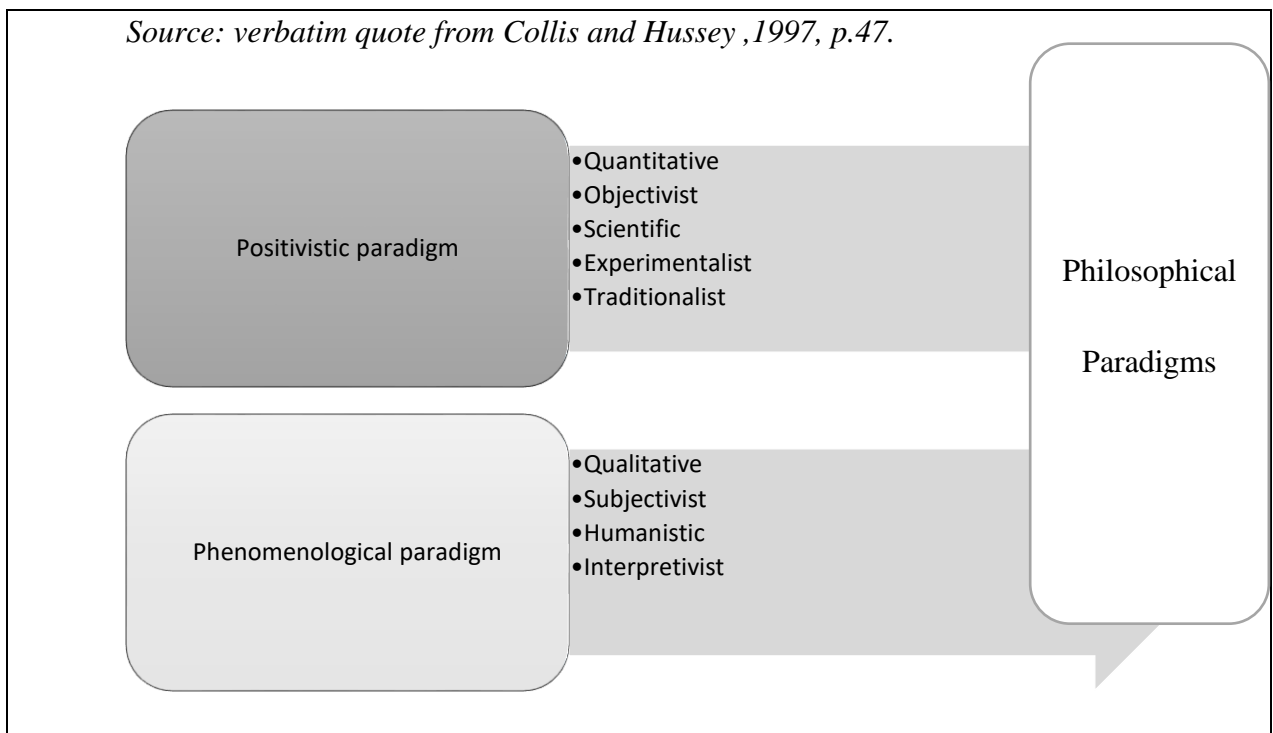 Source: verbatim quote from Collis and Hussey ,1997, p.47.
Positivistic paradigm
•Quantitative
•Objectivist
•Scientific
•Experimentalist
•Traditionalist
Phenomenological paradigm
•Qualitative
•Subjectivist
•Humanistic
•Interpretivist
Philosophical
Paradigms